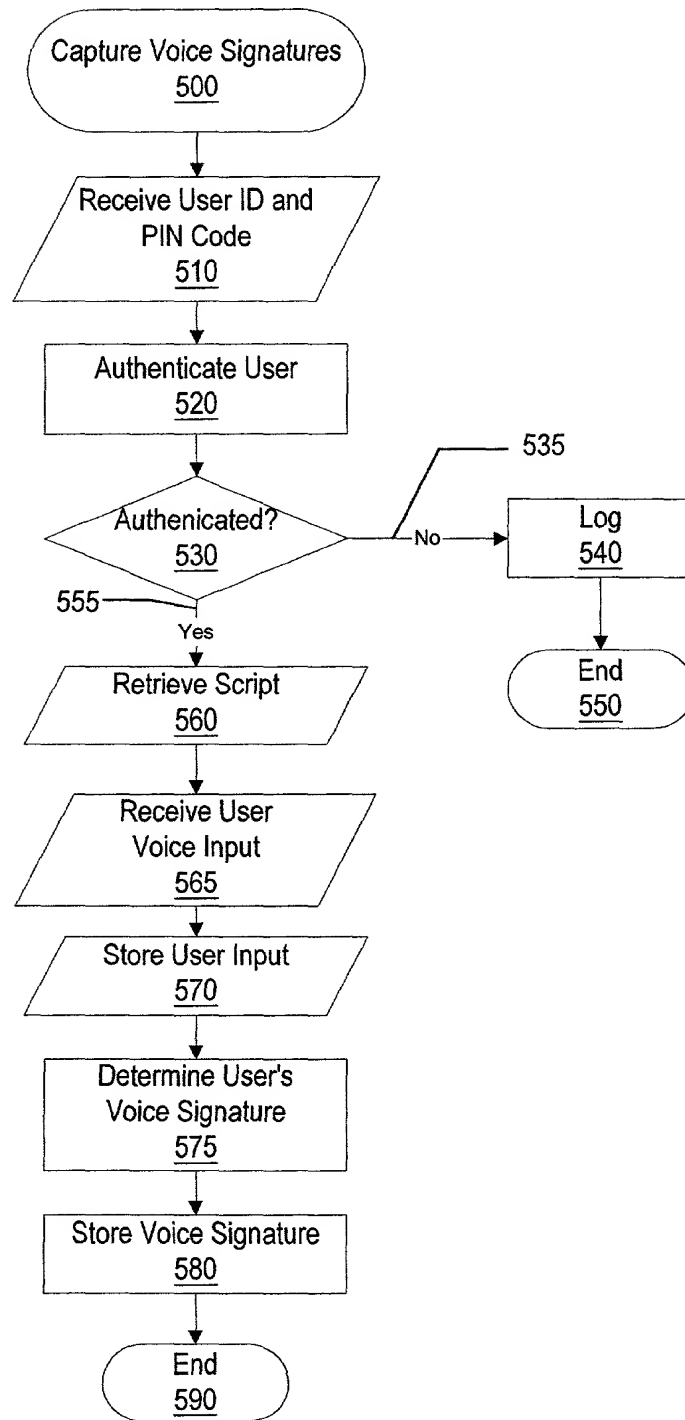 Capture Voice Signatures
500
Receive User ID and
PIN Code
510
Authenticate User
520
535
Authenicated?
530
No
Log
540
555
Yes
End
550
Retrieve Script
560
Receive User
Voice Input
565
Store User Input
570
Determine User's
Voice Signature
575
Store Voice Signature
580
End
590